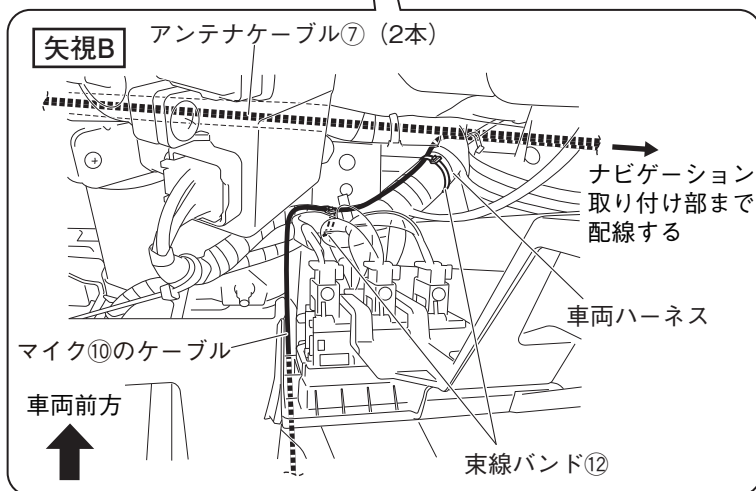 矢視B
アンテナケーブル⑦（2本）
ナビゲーション
取り付け部まで
配線する
車両ハーネス
マイク⑩のケーブル
車両前方
束線バンド⑫